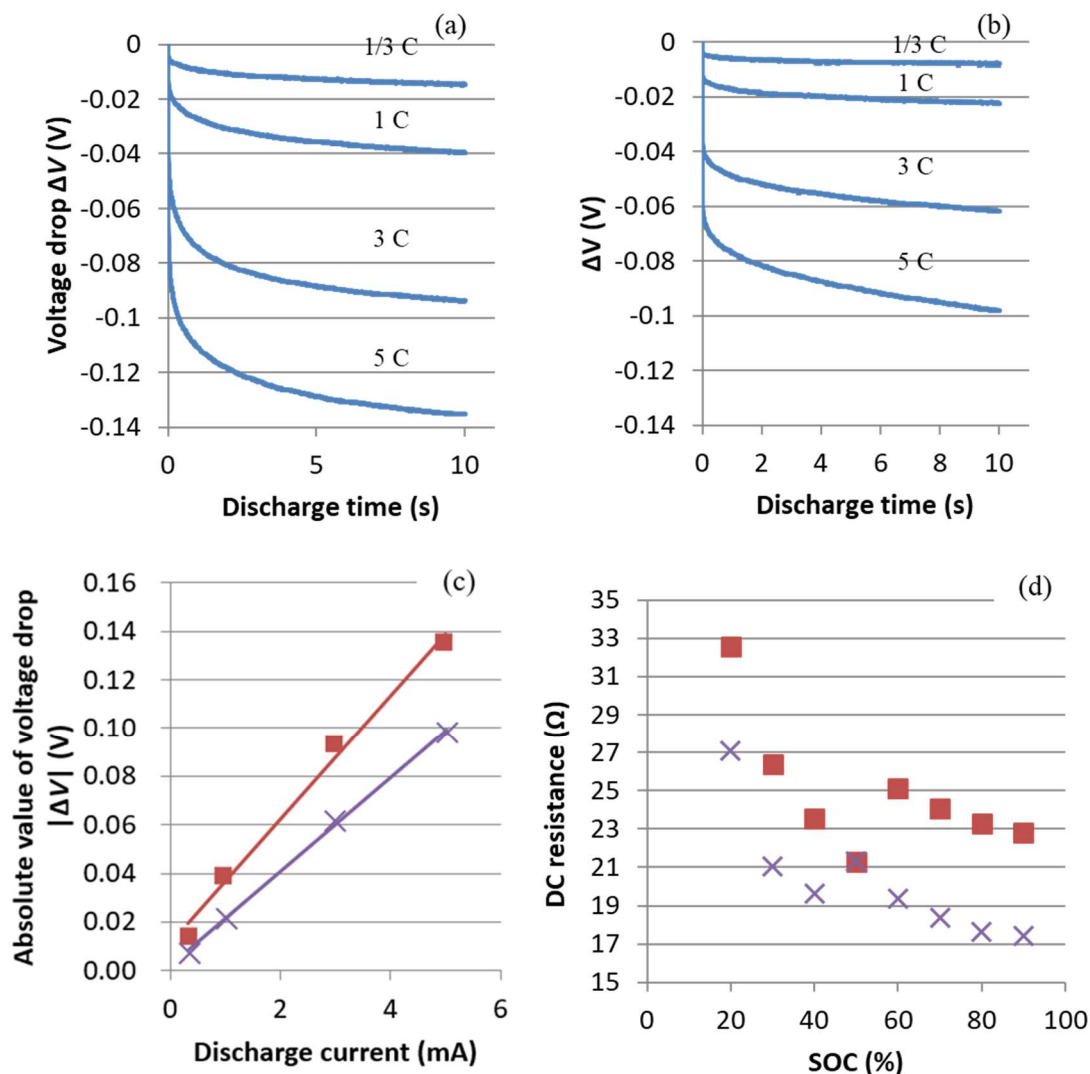 (a)
0
-0.02
-0.04
-0.06
-0.08
-0.1
-0.12
-0.14
Voltage drop ΔV (V)
1/3 C
1 C
3 C
5 C
0 5 10
Discharge time (s)
(b)
0
-0.02
-0.04
-0.06
-0.08
-0.1
-0.12
-0.14
ΔV (V)
1/3 C
1 C
3 C
5 C
0 2 4 6 8 10
Discharge time (s)
(c)
0.16
0.14
0.12
0.10
0.08
0.06
0.04
0.02
0.00
Absolute value of voltage drop
|ΔV| (V)
0 2 4 6
Discharge current (mA)
(d)
35
33
31
29
27
25
23
21
19
17
15
DC resistance (Ω)
0 20 40 60 80 100
SOC (%)